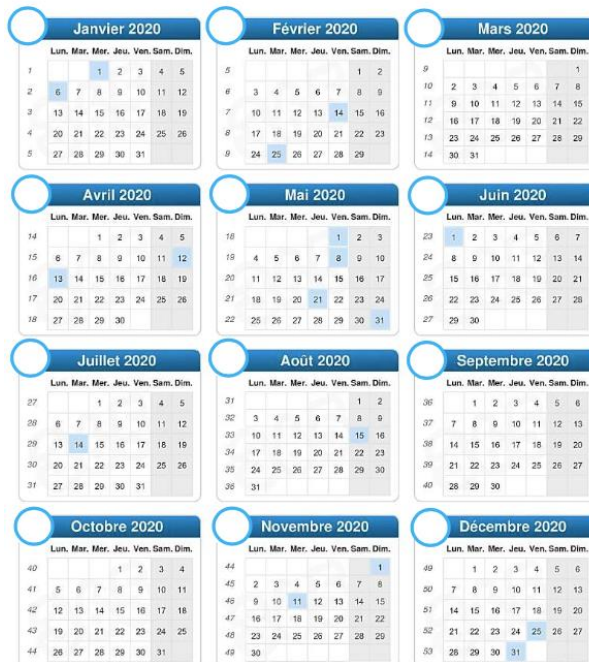 Janvier 2020
Lun. Mar. Mer. Jeu. Ven. Sam. Dim.
1 1 2 3 4 5
2 6 7 8 9 10 11 12
3 13 14 15 16 17 18 19
4 20 21 22 23 24 25 26
5 27 28 29 30 31
Février 2020
Lun. Mar. Mer. Jeu. Ven. Sam. Dim.
5 1 2
6 3 4 5 6 7 8 9
7 10 11 12 13 14 15 16
8 17 18 19 20 21 22 23
9 24 25 26 27 28 29
Mars 2020
Lun. Mar. Mer. Jeu. Ven. Sam. Dim.
9 1
10 2 3 4 5 6 7 8
11 9 10 11 12 13 14 15
12 16 17 18 19 20 21 22
13 23 24 25 26 27 28 29
14 30 31
Avril 2020
Lun. Mar. Mer. Jeu. Ven. Sam. Dim.
14 1 2 3 4 5
15 6 7 8 9 10 11 12
16 13 14 15 16 17 18 19
17 20 21 22 23 24 25 26
18 27 28 29 30
Mai 2020
Lun. Mar. Mer. Jeu. Ven. Sam. Dim.
18 1 2 3
19 4 5 6 7 8 9 10
20 11 12 13 14 15 16 17
21 18 19 20 21 22 23 24
22 25 26 27 28 29 30 31
Juin 2020
Lun. Mar. Mer. Jeu. Ven. Sam. Dim.
23 1 2 3 4 5 6 7
24 8 9 10 11 12 13 14
25 15 16 17 18 19 20 21
26 22 23 24 25 26 27 28
27 29 30
Juillet 2020
Lun. Mar. Mer. Jeu. Ven. Sam. Dim.
27 1 2 3 4 5
28 6 7 8 9 10 11 12
29 13 14 15 16 17 18 19
30 20 21 22 23 24 25 26
31 27 28 29 30 31
Août 2020
Lun. Mar. Mer. Jeu. Ven. Sam. Dim.
31 1 2
32 3 4 5 6 7 8 9
33 10 11 12 13 14 15 16
34 17 18 19 20 21 22 23
35 24 25 26 27 28 29 30
36 31
Septembre 2020
Lun. Mar. Mer. Jeu. Ven. Sam. Dim.
36 1 2 3 4 5 6
37 7 8 9 10 11 12 13
38 14 15 16 17 18 19 20
39 21 22 23 24 25 26 27
40 28 29 30
Octobre 2020
Lun. Mar. Mer. Jeu. Ven. Sam. Dim.
40 1 2 3 4
41 5 6 7 8 9 10 11
42 12 13 14 15 16 17 18
43 19 20 21 22 23 24 25
44 26 27 28 29 30 31
Novembre 2020
Lun. Mar. Mer. Jeu. Ven. Sam. Dim.
44 1
45 2 3 4 5 6 7 8
46 9 10 11 12 13 14 15
47 16 17 18 19 20 21 22
48 23 24 25 26 27 28 29
49 30
Décembre 2020
Lun. Mar. Mer. Jeu. Ven. Sam. Dim.
49 1 2 3 4 5 6
50 7 8 9 10 11 12 13
51 14 15 16 17 18 19 20
52 21 22 23 24 25 26 27
53 28 29 30 31